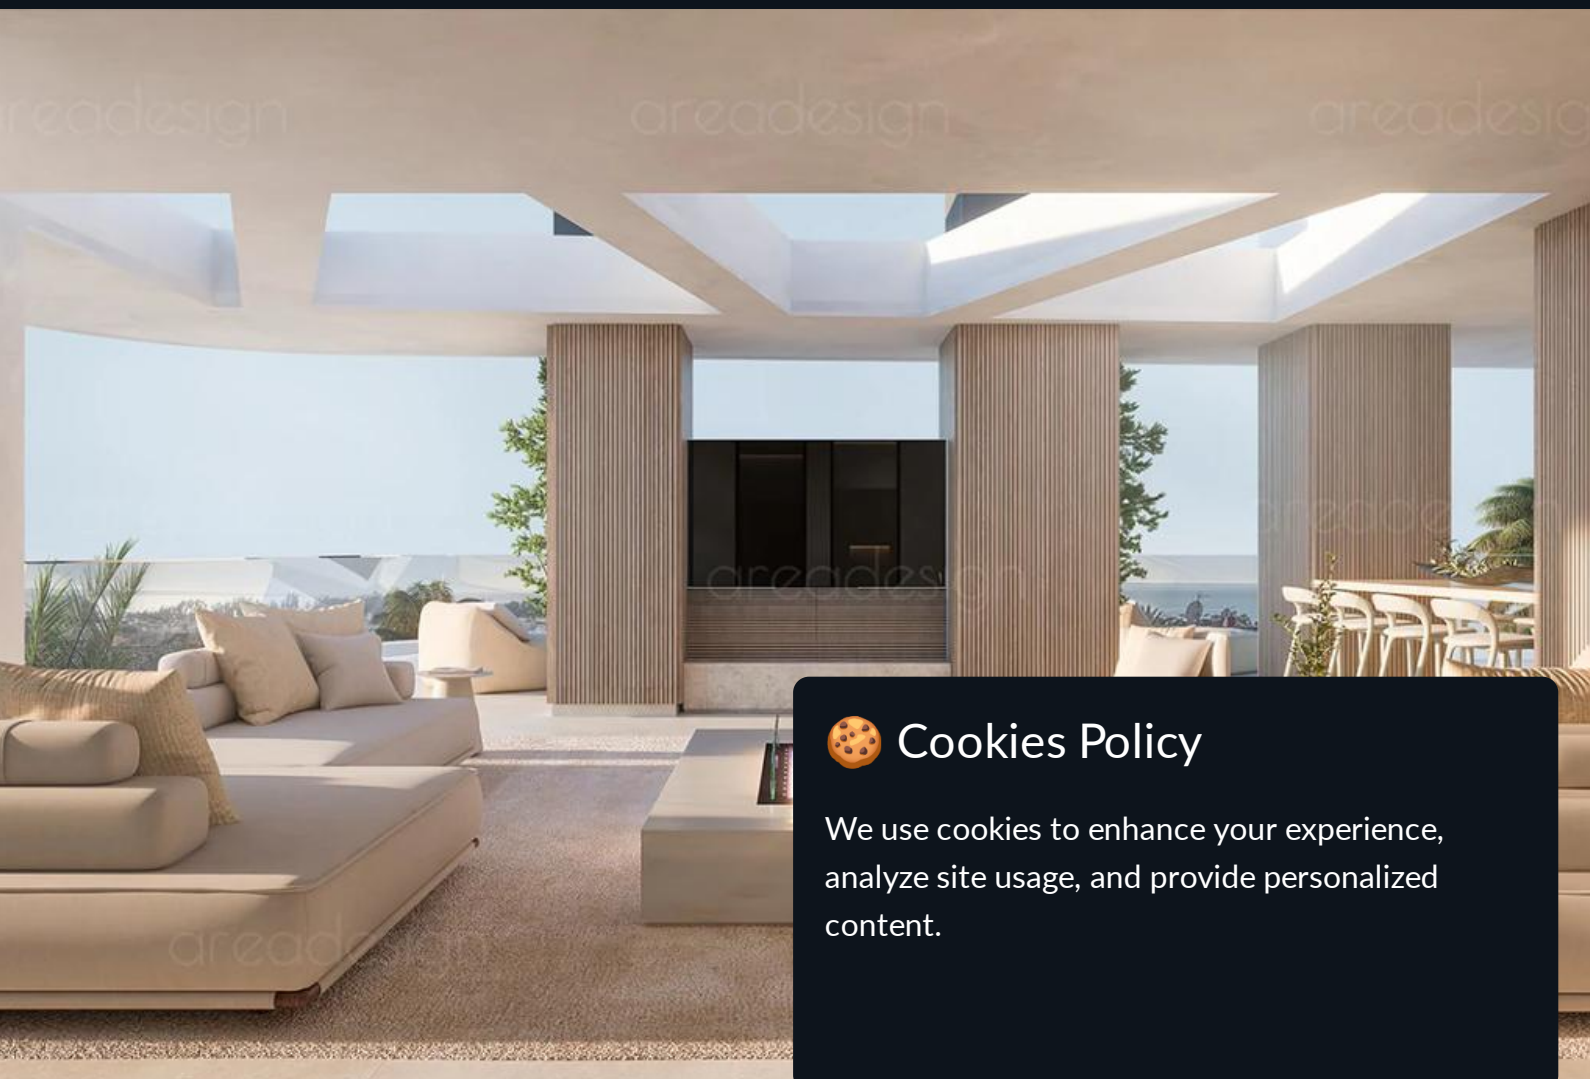 areadesign
areadesign
areadesign
areadesign
🍪 Cookies Policy
We use cookies to enhance your experience,
analyze site usage, and provide personalized
content.
areadesign